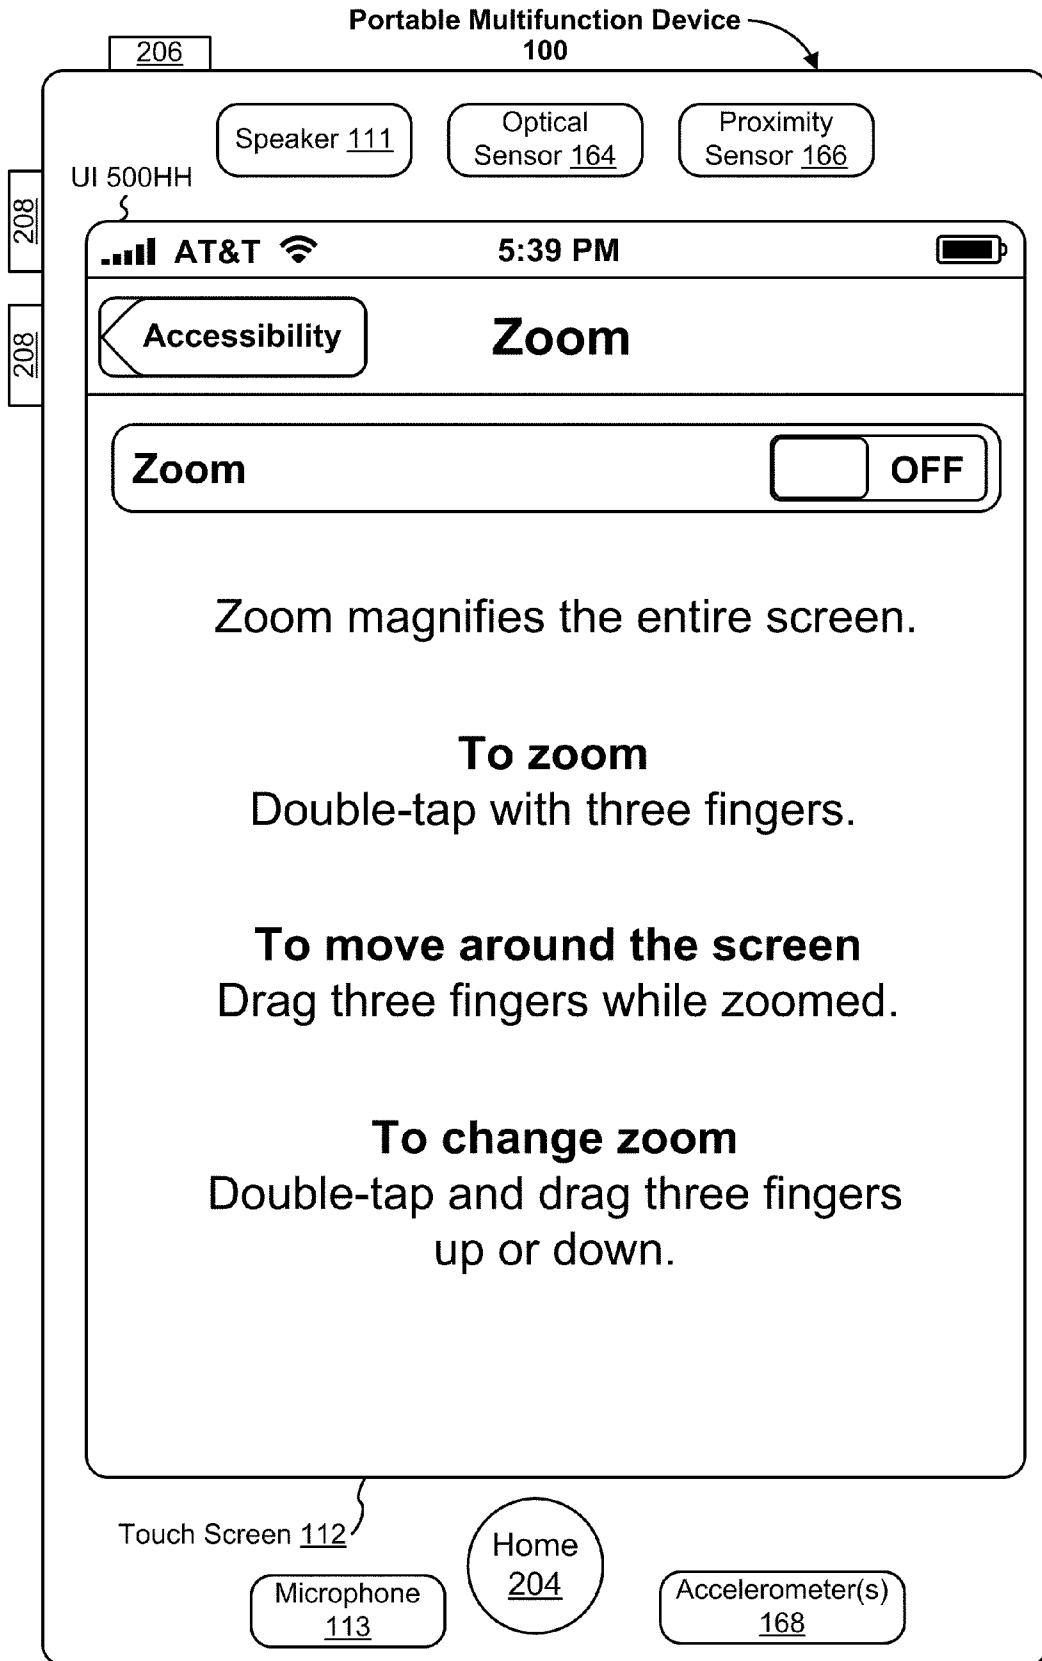 Portable Multifunction Device
100
206
Speaker 111
Optical
Sensor 164
Proximity
Sensor 166
UI 500HH
208
208
AT&T
5:39 PM
Accessibility
Zoom
Zoom
OFF
Zoom magnifies the entire screen.
To zoom
Double-tap with three fingers.
To move around the screen
Drag three fingers while zoomed.
To change zoom
Double-tap and drag three fingers
up or down.
Touch Screen 112
Home
204
Microphone
113
Accelerometer(s)
168